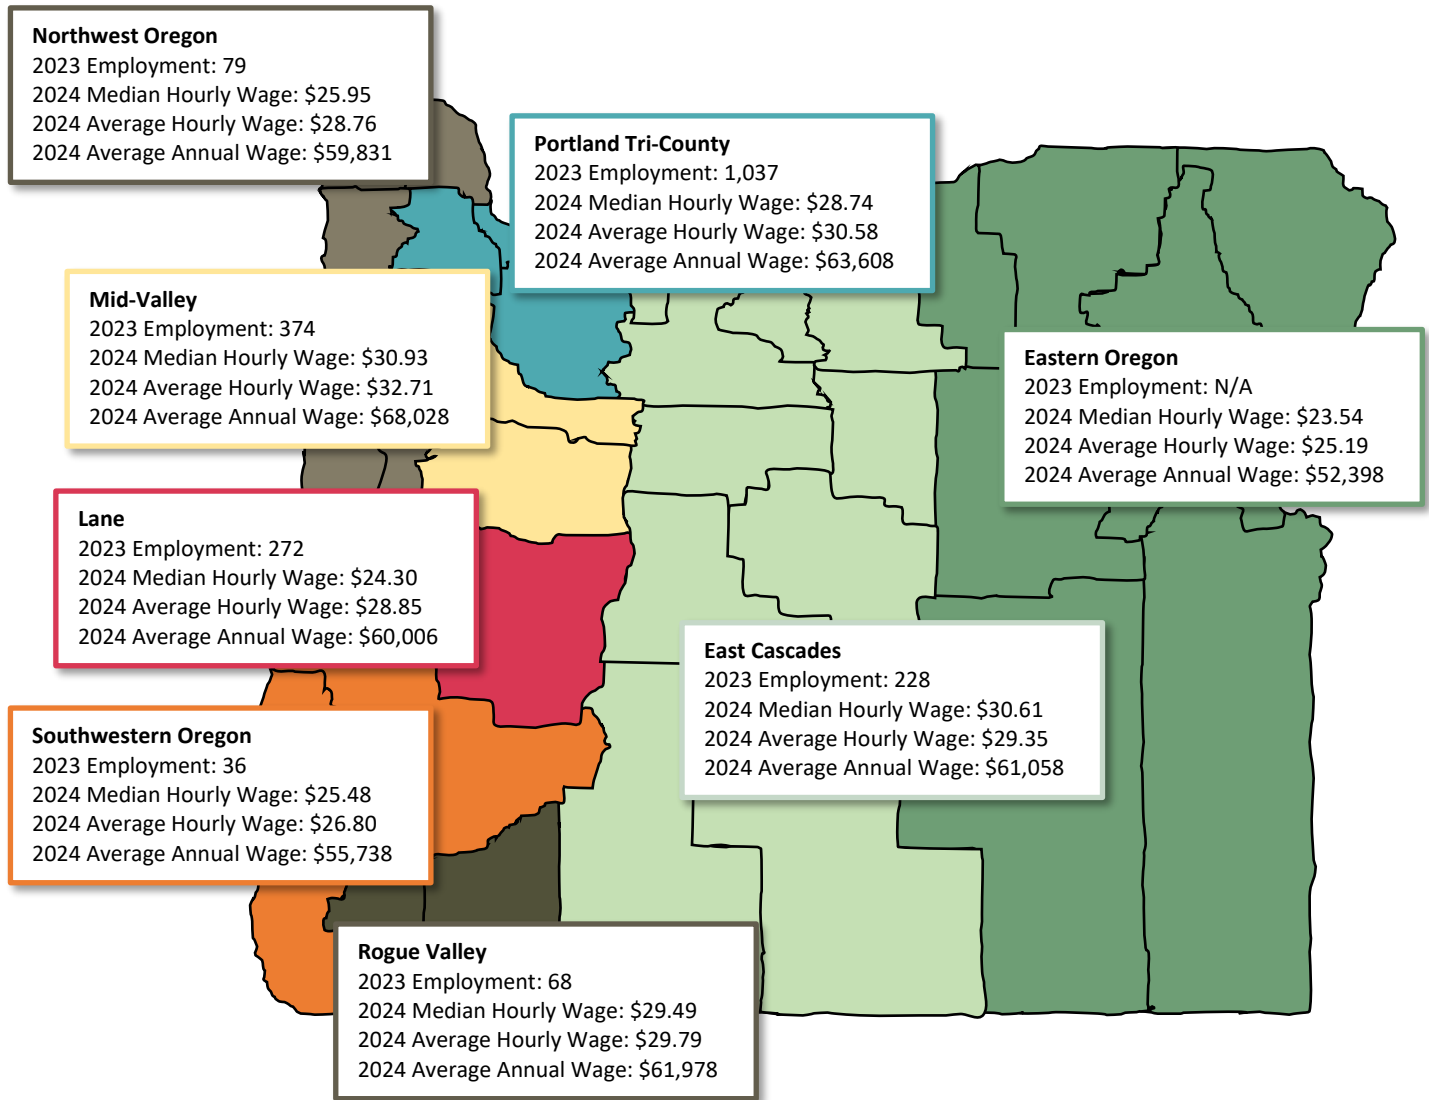 Northwest Oregon
2023 Employment: 79
2024 Median Hourly Wage: $25.95
2024 Average Hourly Wage: $28.76
2024 Average Annual Wage: $59,831
Portland Tri-County
2023 Employment: 1,037
2024 Median Hourly Wage: $28.74
2024 Average Hourly Wage: $30.58
2024 Average Annual Wage: $63,608
Mid-Valley
2023 Employment: 374
2024 Median Hourly Wage: $30.93
2024 Average Hourly Wage: $32.71
2024 Average Annual Wage: $68,028
Eastern Oregon
2023 Employment: N/A
2024 Median Hourly Wage: $23.54
2024 Average Hourly Wage: $25.19
2024 Average Annual Wage: $52,398
Lane
2023 Employment: 272
2024 Median Hourly Wage: $24.30
2024 Average Hourly Wage: $28.85
2024 Average Annual Wage: $60,006
East Cascades
2023 Employment: 228
2024 Median Hourly Wage: $30.61
2024 Average Hourly Wage: $29.35
2024 Average Annual Wage: $61,058
Southwestern Oregon
2023 Employment: 36
2024 Median Hourly Wage: $25.48
2024 Average Hourly Wage: $26.80
2024 Average Annual Wage: $55,738
Rogue Valley
2023 Employment: 68
2024 Median Hourly Wage: $29.49
2024 Average Hourly Wage: $29.79
2024 Average Annual Wage: $61,978